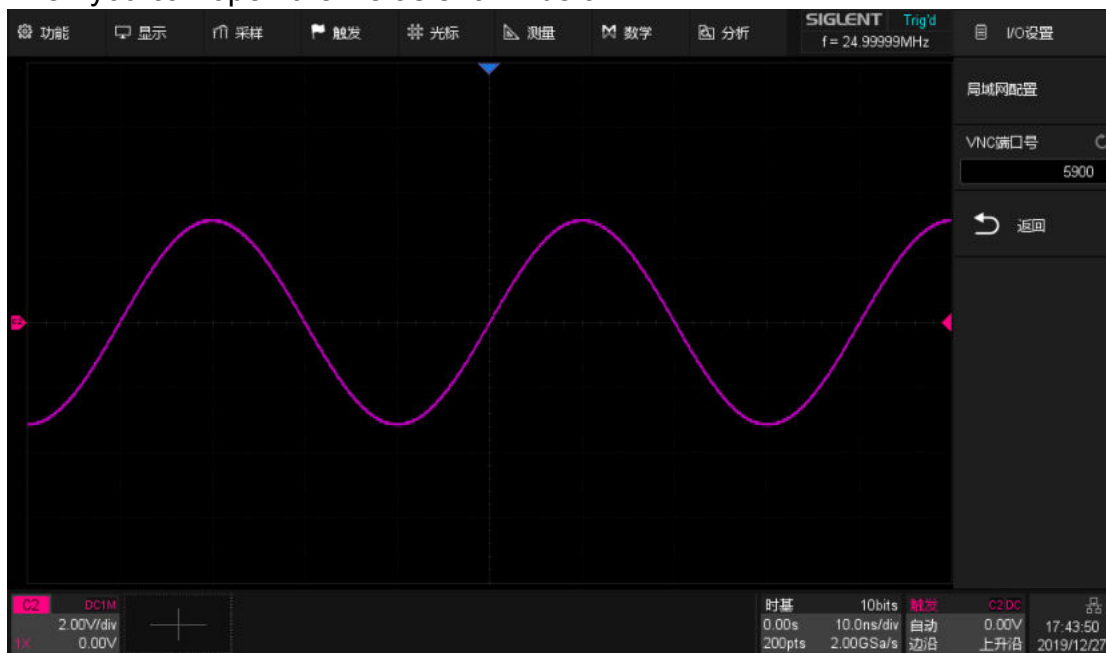 功能 显示 采样 触发 光标 测量 数学 分析 SIGLENT Trig'd
f = 24.99999MHz
I/O设置
局域网配置
VNC端口号
5900
返回
C2 DC1M
2.00V/div
1X 0.00V
时基 10bits
0.00s 10.0ns/div
200pts 2.00GSa/s
触发 C2 DC
自动 0.00V
边沿 上升沿
17:43:50
2019/12/27